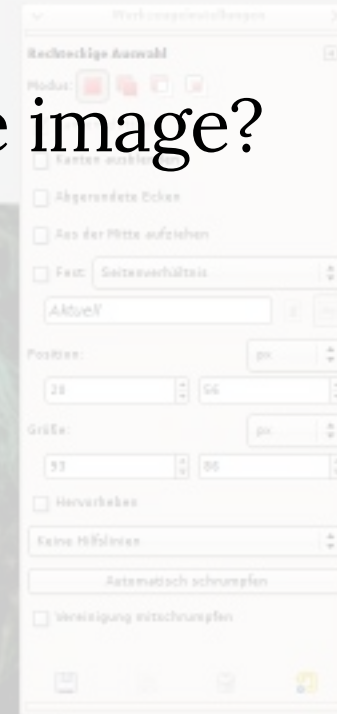 Werkzeugeinstellungen
Rechteckige Auswahl
Modus:
e image?
Kanten ausblenden
Abgerundete Ecken
Aus der Mitte aufziehen
Fest: Seitenverhältnis
Aktuell
Position: px
28 56
Größe: px
93 86
Hervorheben
Keine Hilfslinien
Automatisch schrumpfen
Vereinigung mitschrumpfen